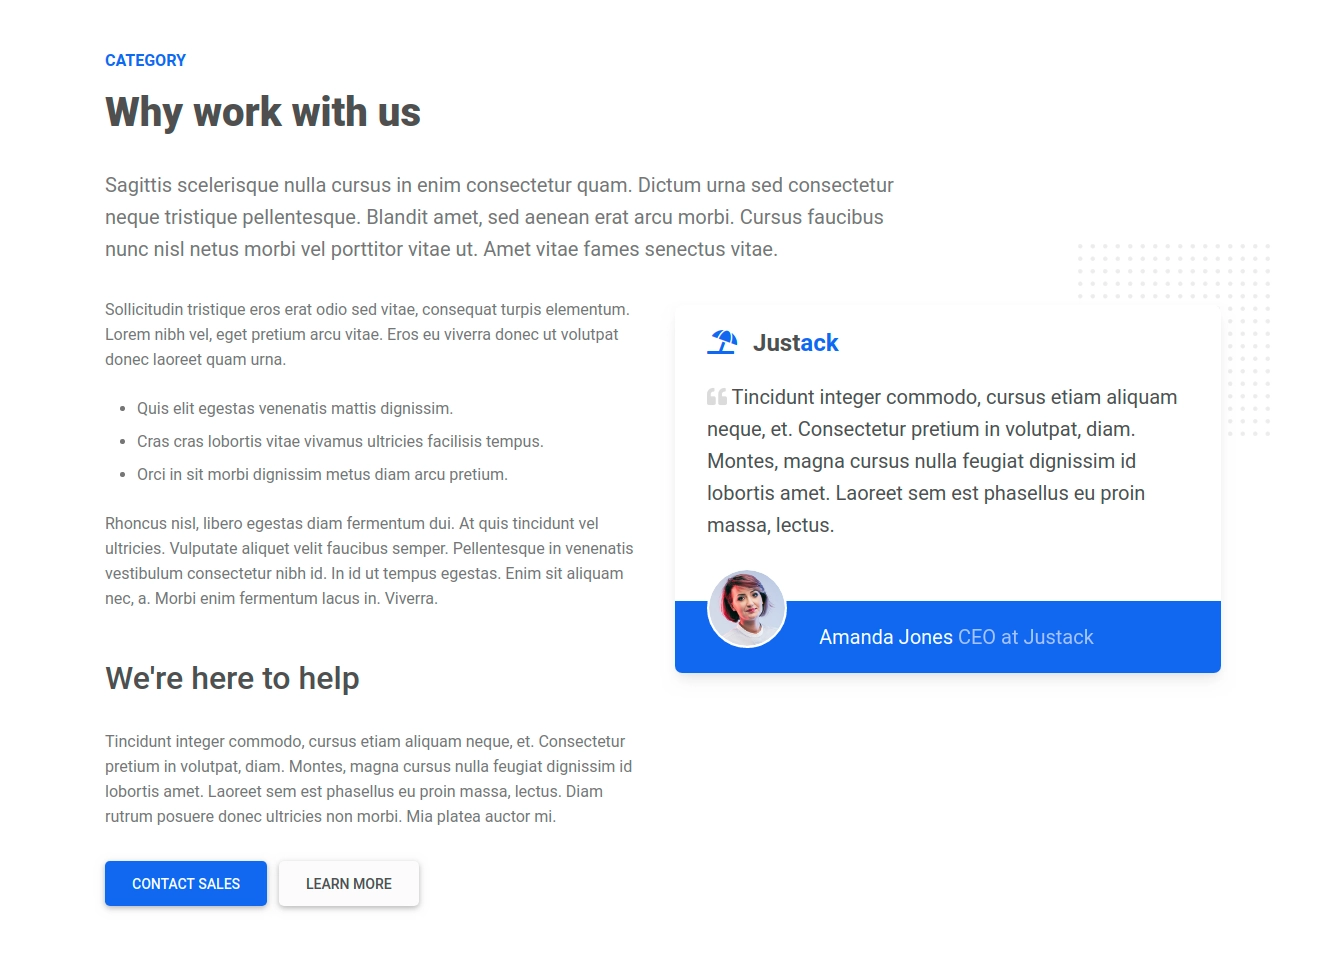 CATEGORY
Why work with us
Sagittis scelerisque nulla cursus in enim consectetur quam. Dictum urna sed consectetur
neque tristique pellentesque. Blandit amet, sed aenean erat arcu morbi. Cursus faucibus
nunc nisl netus morbi vel porttitor vitae ut. Amet vitae fames senectus vitae.
Sollicitudin tristique eros erat odio sed vitae, consequat turpis elementum.
Lorem nibh vel, eget pretium arcu vitae. Eros eu viverra donec ut volutpat
donec laoreet quam urna.
• Quis elit egestas venenatis mattis dignissim.
• Cras cras lobortis vitae vivamus ultricies facilisis tempus.
• Orci in sit morbi dignissim metus diam arcu pretium.
Rhoncus nisl, libero egestas diam fermentum dui. At quis tincidunt vel
ultricies. Vulputate aliquet velit faucibus semper. Pellentesque in venenatis
vestibulum consectetur nibh id. In id ut tempus egestas. Enim sit aliquam
nec, a. Morbi enim fermentum lacus in. Viverra.
We're here to help
Tincidunt integer commodo, cursus etiam aliquam neque, et. Consectetur
pretium in volutpat, diam. Montes, magna cursus nulla feugiat dignissim id
lobortis amet. Laoreet sem est phasellus eu proin massa, lectus. Diam
rutrum posuere donec ultricies non morbi. Mia platea auctor mi.
CONTACT SALES
LEARN MORE
Justack
“ Tincidunt integer commodo, cursus etiam aliquam
neque, et. Consectetur pretium in volutpat, diam.
Montes, magna cursus nulla feugiat dignissim id
lobortis amet. Laoreet sem est phasellus eu proin
massa, lectus.
Amanda Jones CEO at Justack